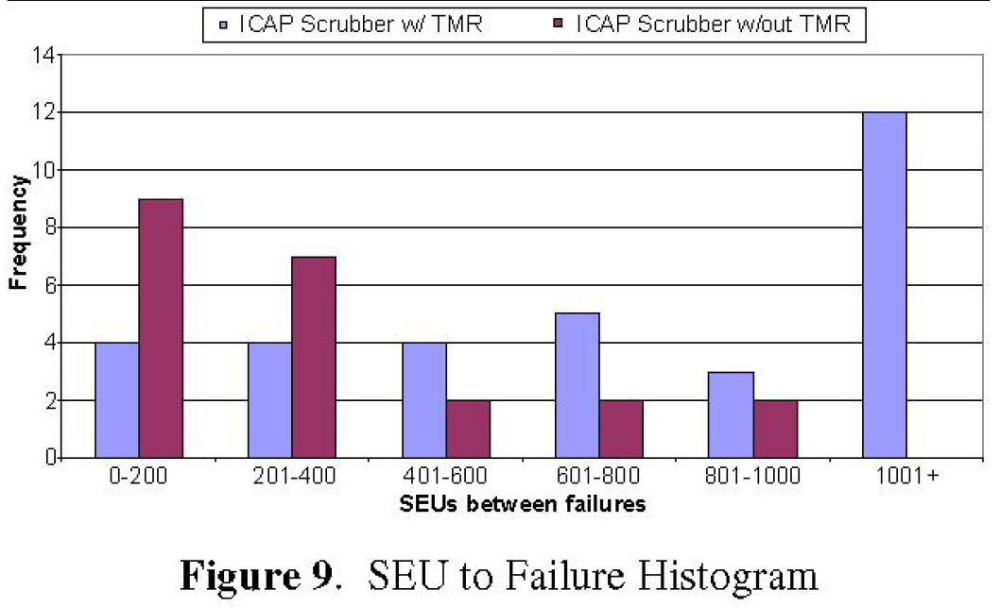 ICAP Scrubber w/ TMR ICAP Scrubber w/out TMR
14
12
10
8
6
4
2
0
Frequency
0-200 201-400 401-600 601-800 801-1000 1001+
SEUs between failures
Figure 9. SEU to Failure Histogram